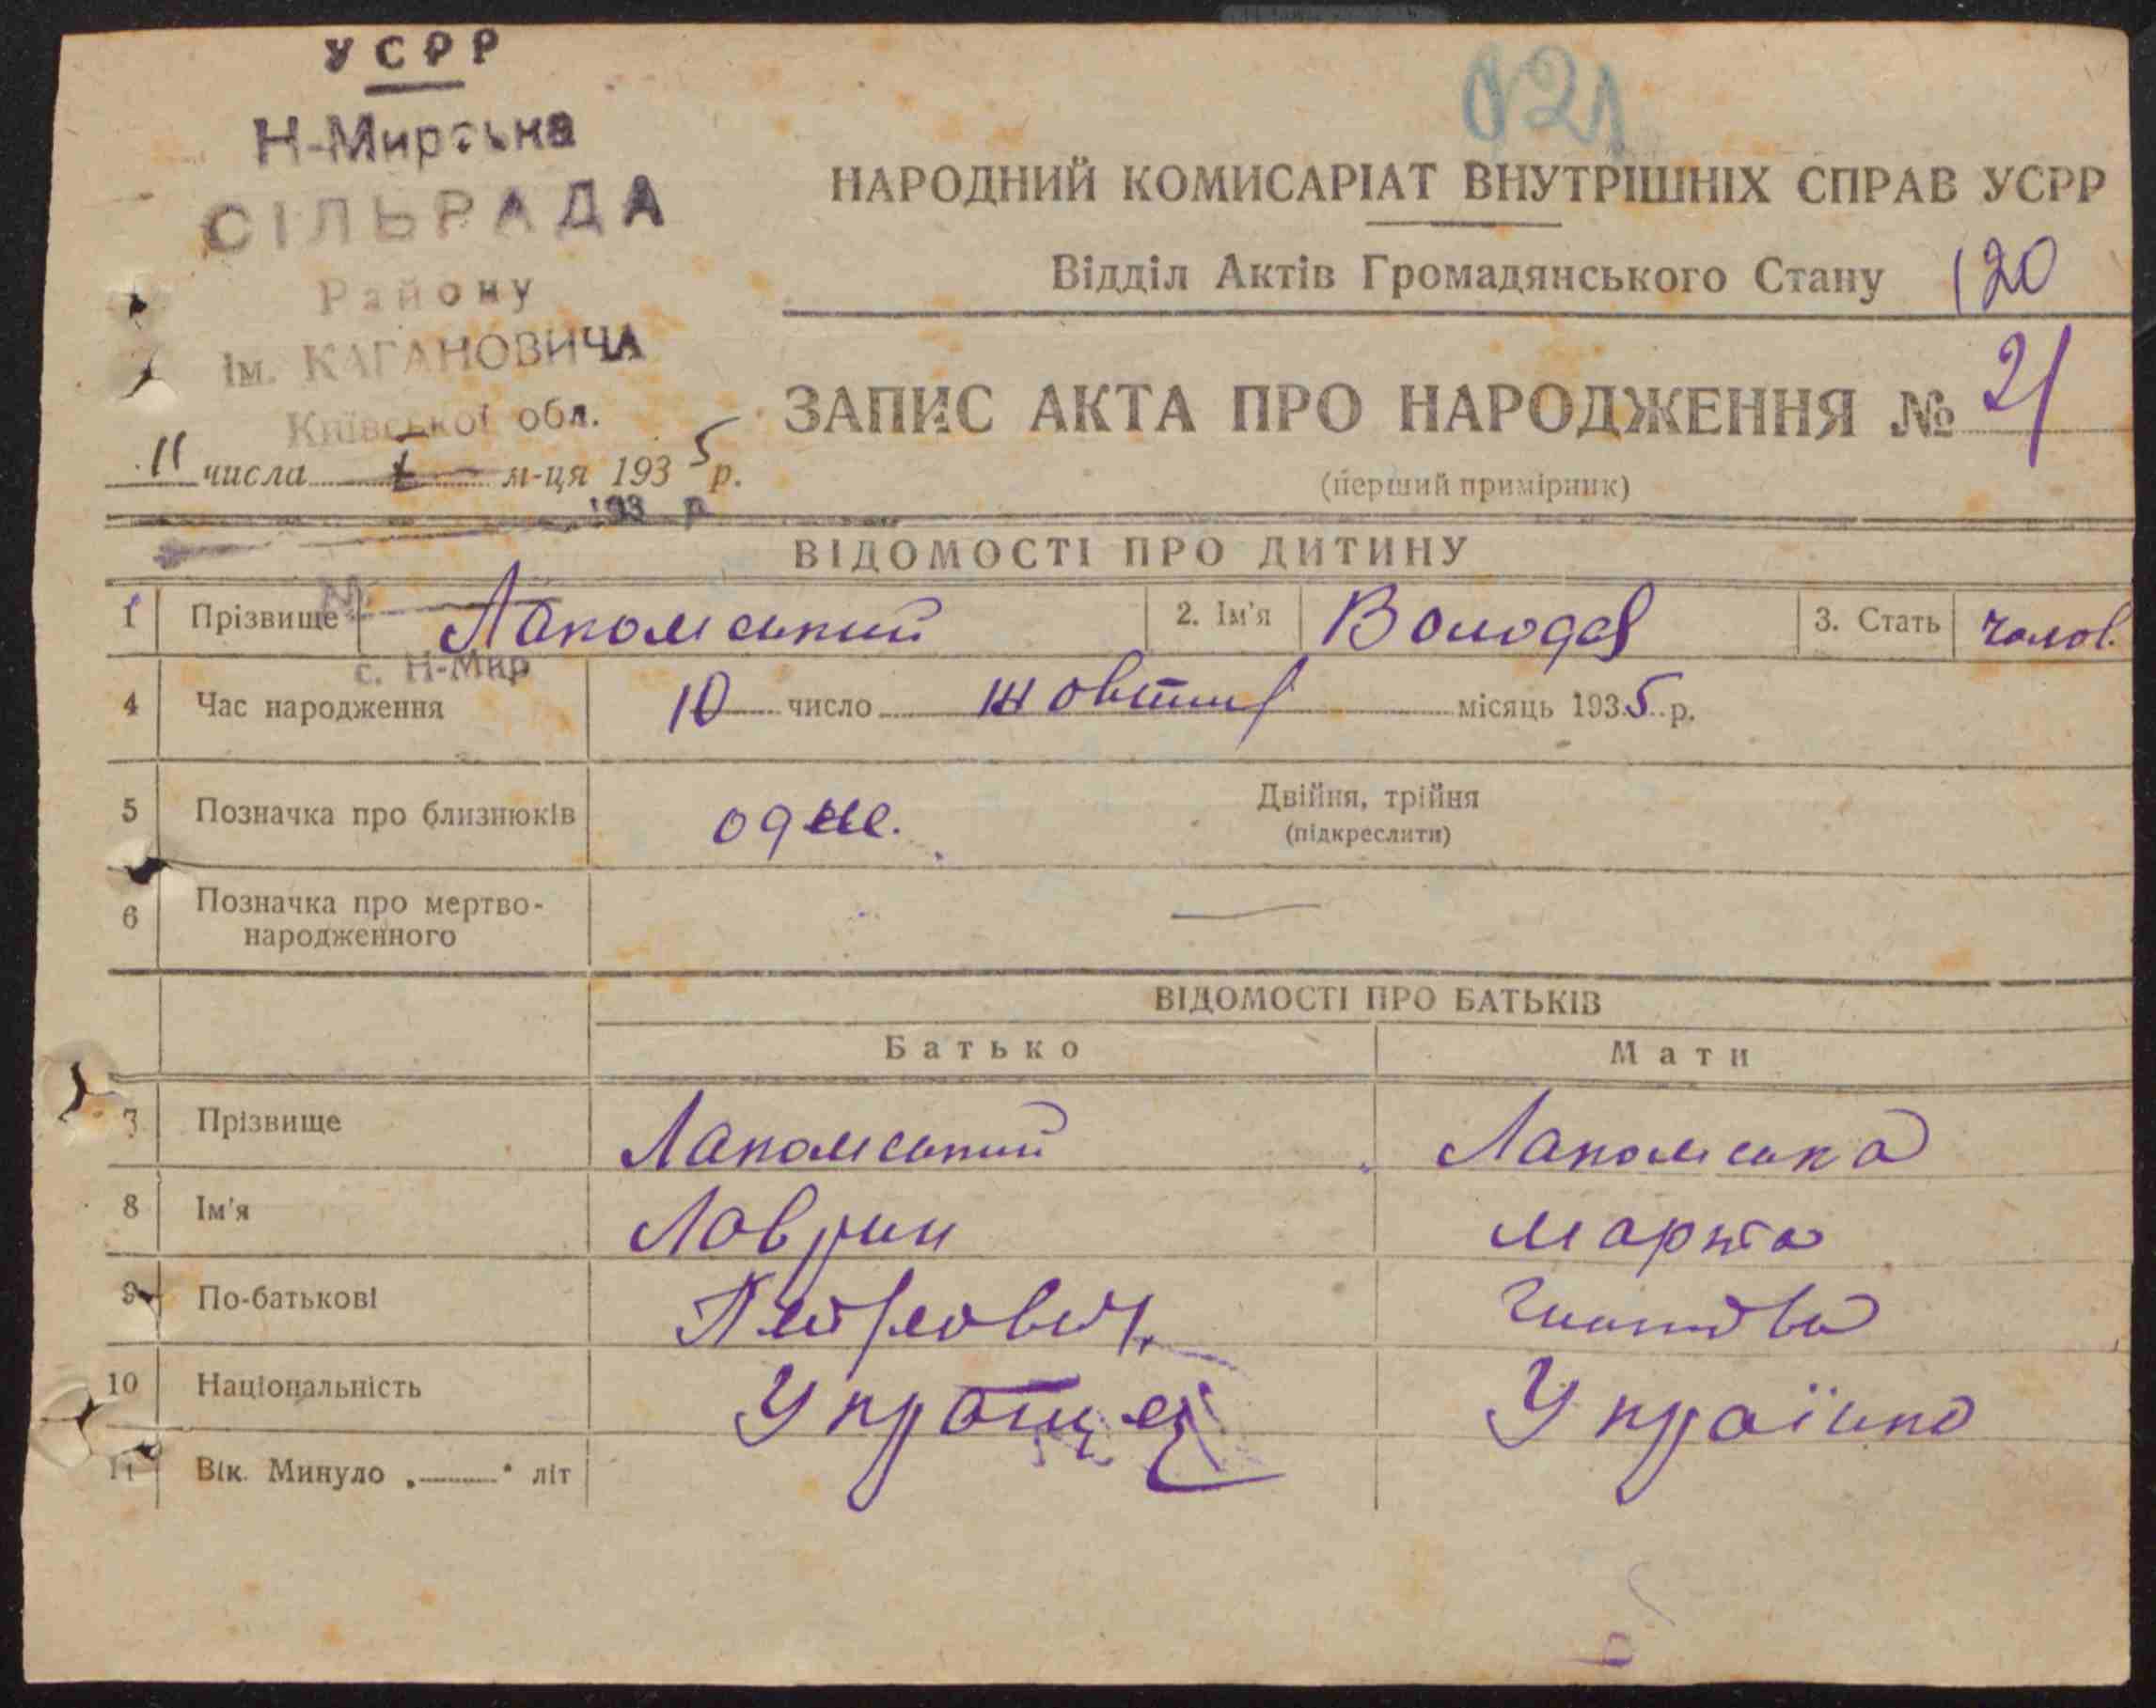 УСРР
Н-Мирська
СІЛЬРАДА
Району
ім. КАГАНОВИЧА
Київської обл.
11 числа м-ця 1935 р.
193 р
021
НАРОДНИЙ КОМИСАРІАТ ВНУТРІШНІХ СПРАВ УСРР
Відділ Актів Громадянського Стану 120
ЗАПИС АКТА ПРО НАРОДЖЕННЯ № 21
(перший примірник)
ВІДОМОСТІ ПРО ДИТИНУ
1 Прізвище Лапомський 2. Ім'я Володя 3. Стать чолов.
№
с. Н-Мир
4 Час народження 10 число жовтня місяць 1935 р.
5 Позначка про близнюків одне. Двійня, трійня
(підкреслити)
6 Позначка про мертво-
народженного
ВІДОМОСТІ ПРО БАТЬКІВ
Батько Мати
7 Прізвище Лапомський Лапомська
8 Ім'я Лаврин Марта
9 По-батькові
10 Національність Українка
11 Вік. Минуло „ " літ